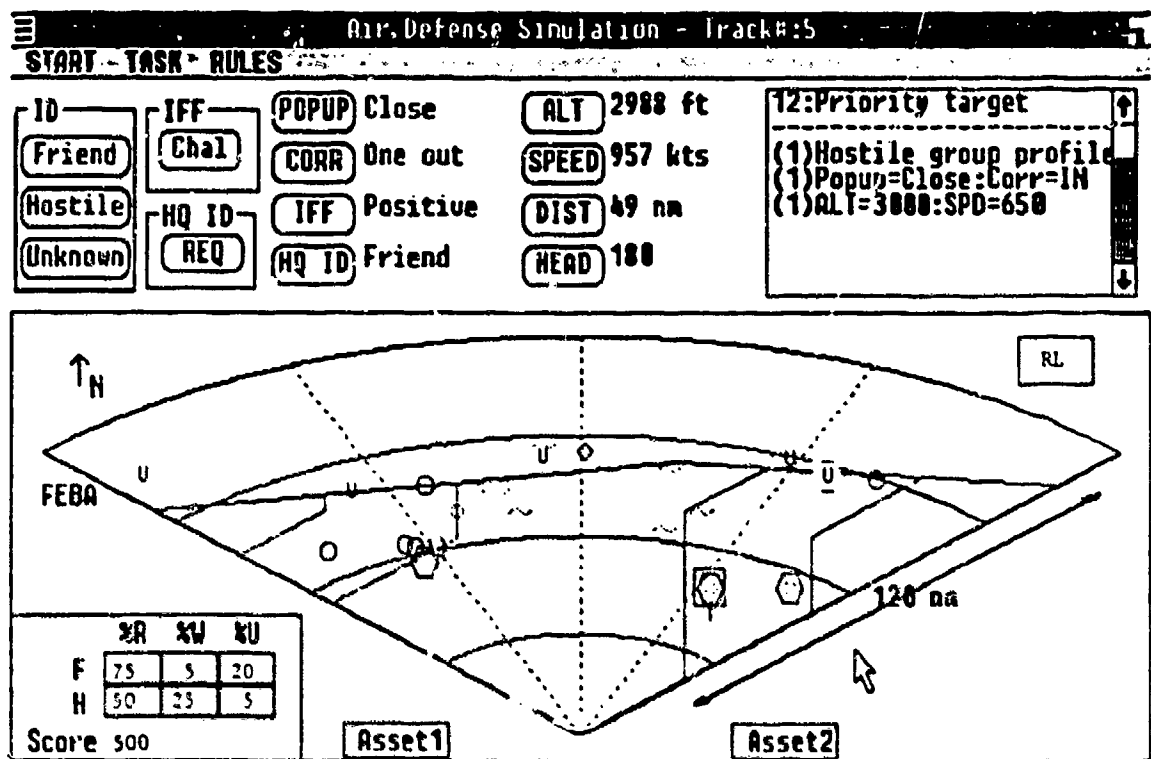 Air Defense Simulation - Track#:5
START - TASK - RULES
ID
Friend
Hostile
Unknown
IFF
Chal
HQ ID
REQ
POPUP Close
CORR One out
IFF Positive
HQ ID Friend
ALT 2988 ft
SPEED 957 kts
DIST 49 nm
HEAD 180
12:Priority target
(1)Hostile group profile
(1)Popup=Close:Corr=IN
(1)ALT=3000:SPD=650
N
RL
U
U
U
U
U
FEBA
120 nm
%R %W %U
F 75 5 20
H 50 25 5
Score 500
Asset1
Asset2